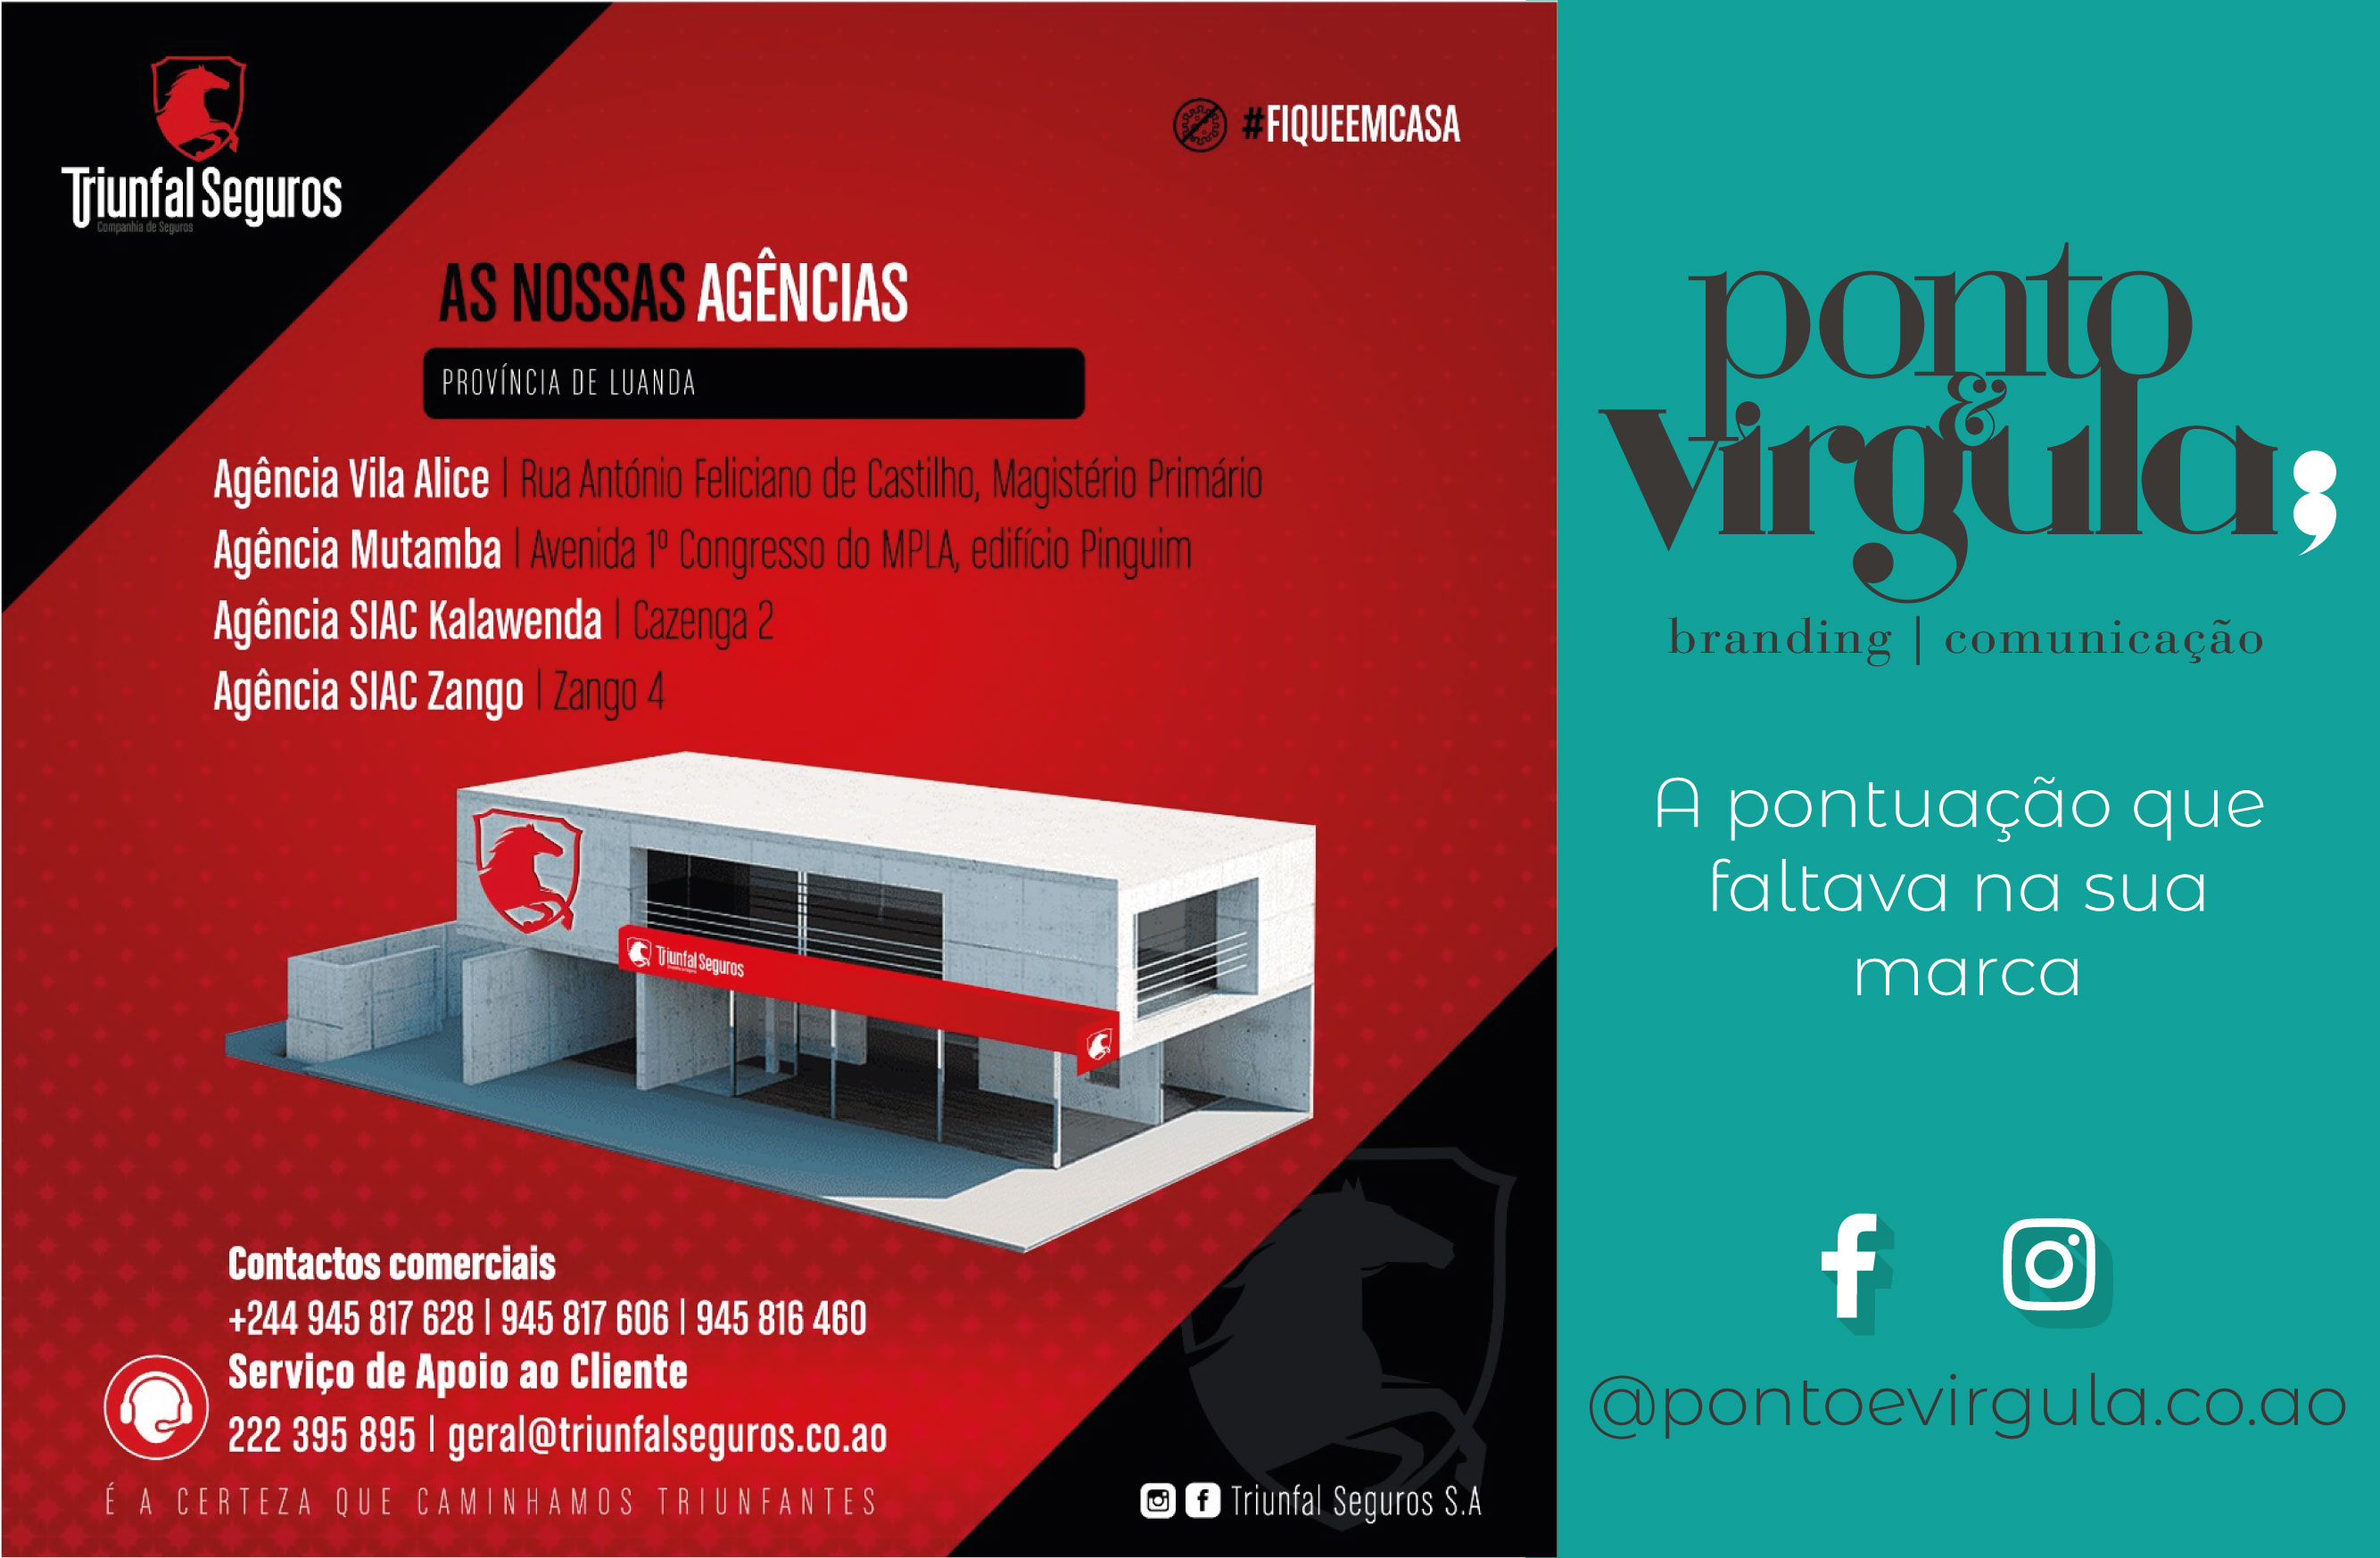 Triunfal Seguros
Companhia de Seguros
#FIQUEEMCASA
AS NOSSAS AGÊNCIAS
PROVÍNCIA DE LUANDA
Agência Vila Alice | Rua António Feliciano de Castilho, Magistério Primário
Agência Mutamba | Avenida 1º Congresso do MPLA, edifício Pinguim
Agência SIAC Kalawenda | Cazenga 2
Agência SIAC Zango | Zango 4
Triunfal Seguros
Contactos comerciais
+244 945 817 628 | 945 817 606 | 945 816 460
Serviço de Apoio ao Cliente
222 395 895 | geral@triunfalseguros.co.ao
É A CERTEZA QUE CAMINHAMOS TRIUNFANTES
Triunfal Seguros S.A
ponto
&
virgula;
branding | comunicação
A pontuação que
faltava na sua
marca
@pontoevirgula.co.ao